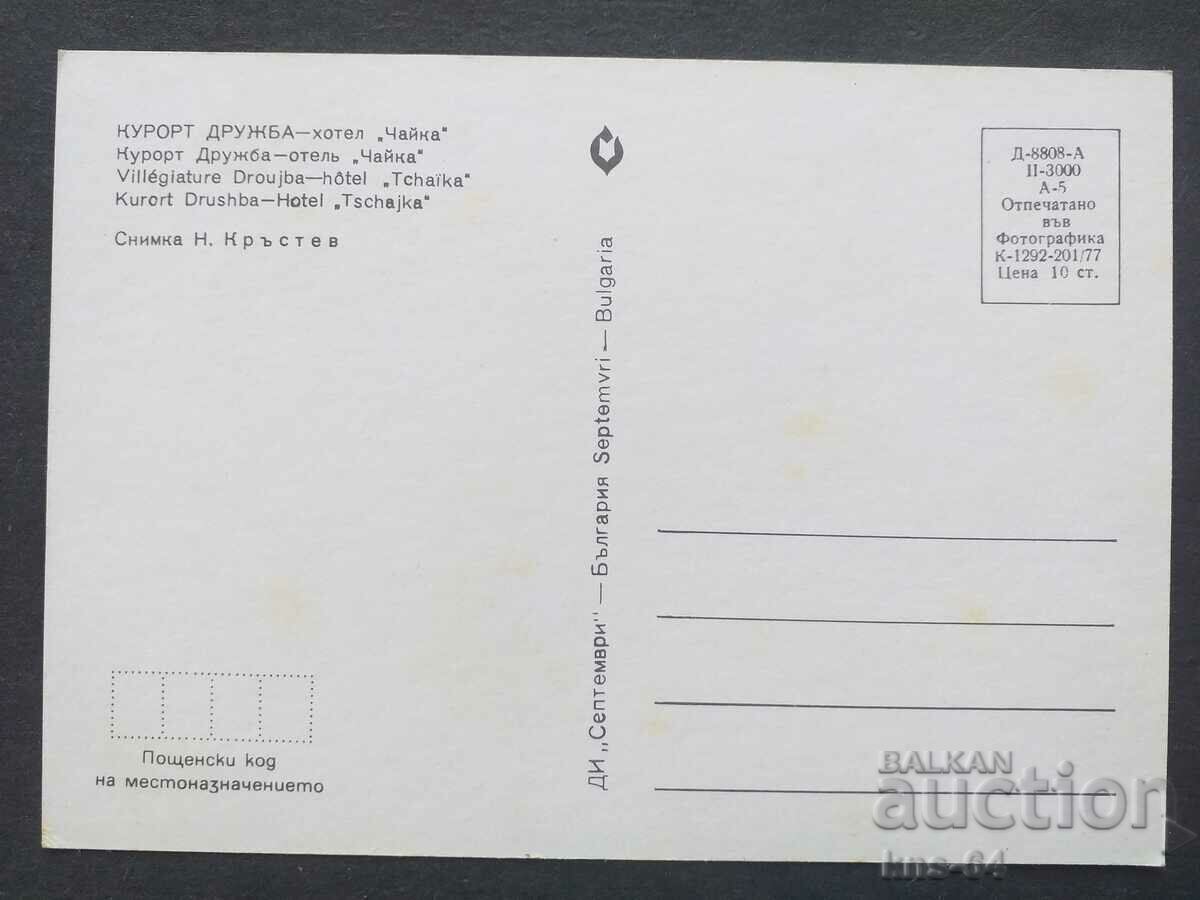 КУРОРТ ДРУЖБА—хотел „Чайка"
Курорт Дружба—отель „Чайка"
Villégiature Droujba—hôtel „Tchaïka"
Kurort Drushba—Hotel „Tschajka"
Снимка Н. Кръстев
Пощенски код
на местоназначението
ДИ „Септември" — България Septemvri — Bulgaria
Д-8808-А
II-3000
А-5
Отпечатано
във
Фотографика
К-1292-201/77
Цена 10 ст.
BALKAN
auction
kns-64